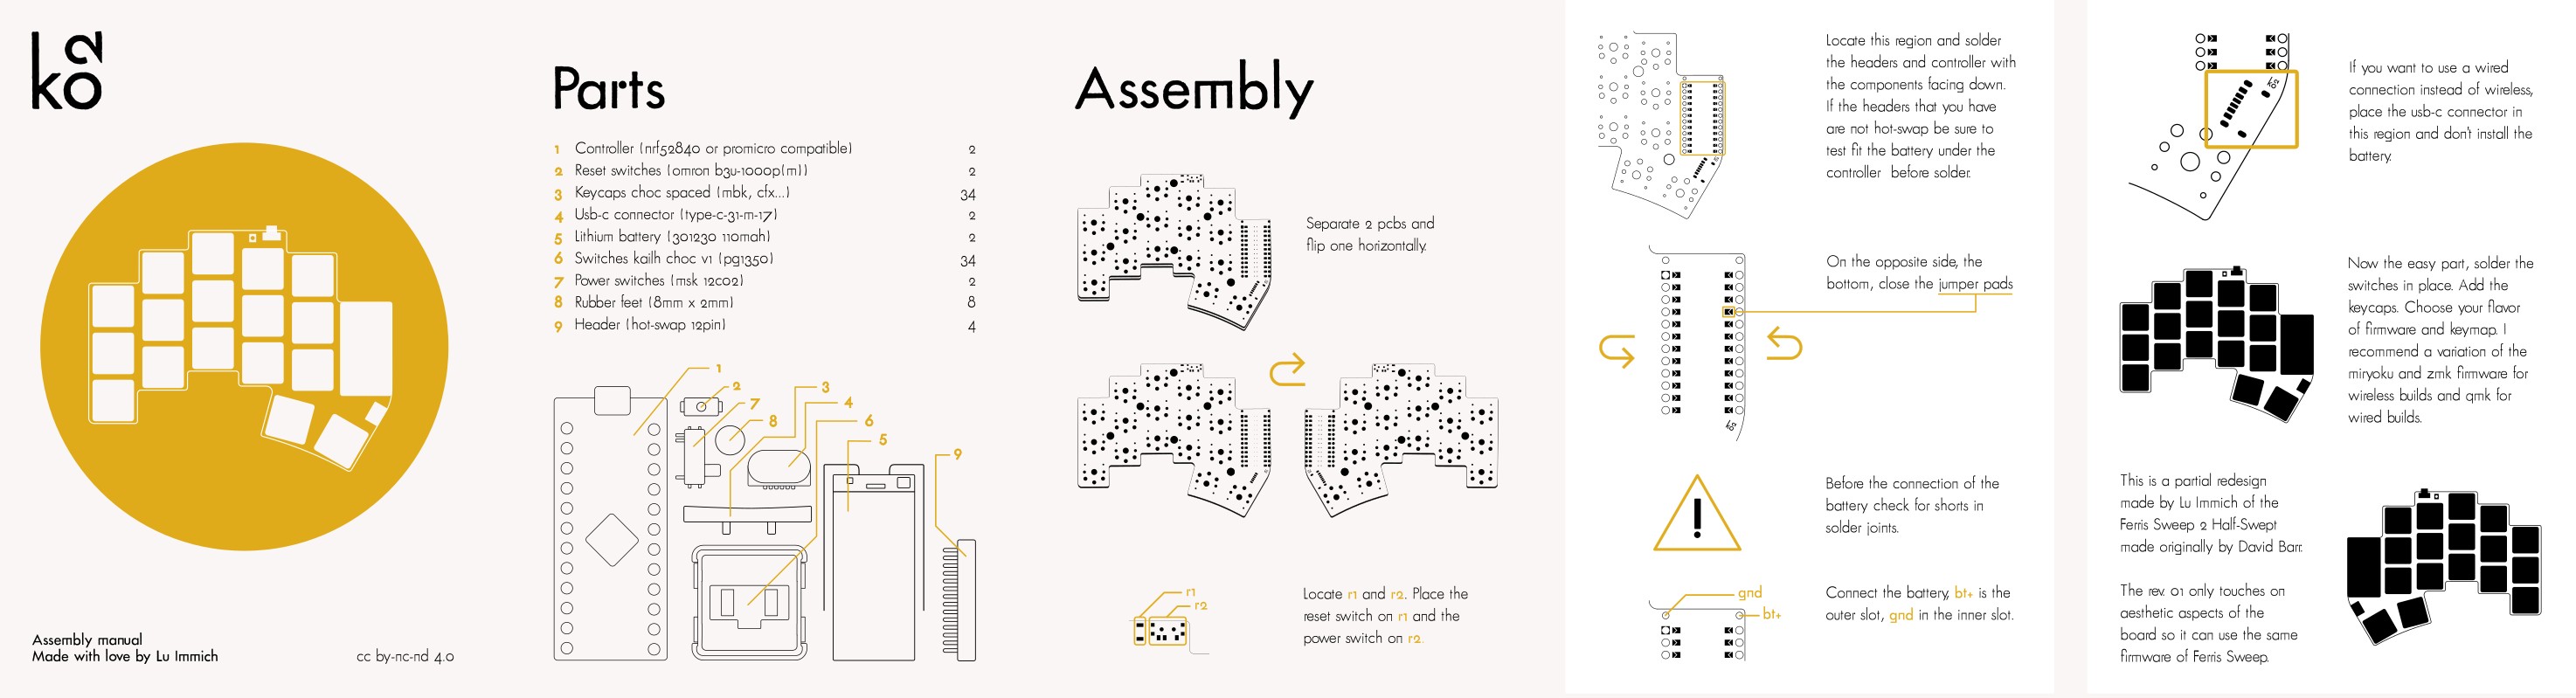 ko
Assembly manual
Made with love by Lu Immich
cc by-nc-nd 4.0
Parts
1 Controller (nrf52840 or promicro compatible) 2
2 Reset switches (omron b3u-1000p(m)) 2
3 Keycaps choc spaced (mbk, cfx...) 34
4 Usb-c connector (type-c-31-m-17) 2
5 Lithium battery (301230 110mah) 2
6 Switches kailh choc v1 (pg1350) 34
7 Power switches (msk 12c02) 2
8 Rubber feet (8mm x 2mm) 8
9 Header (hot-swap 12pin) 4
1
2
3
7
4
8
6
5
9
Assembly
Separate 2 pcbs and
flip one horizontally.
r1
r2
Locate r1 and r2. Place the
reset switch on r1 and the
power switch on r2.
Locate this region and solder
the headers and controller with
the components facing down.
If the headers that you have
are not hot-swap be sure to
test fit the battery under the
controller before solder.
On the opposite side, the
bottom, close the jumper pads
Before the connection of the
battery check for shorts in
solder joints.
gnd
bt+
Connect the battery, bt+ is the
outer slot, gnd in the inner slot.
If you want to use a wired
connection instead of wireless,
place the usb-c connector in
this region and don't install the
battery.
Now the easy part, solder the
switches in place. Add the
keycaps. Choose your flavor
of firmware and keymap. I
recommend a variation of the
miryoku and zmk firmware for
wireless builds and qmk for
wired builds.
This is a partial redesign
made by Lu Immich of the
Ferris Sweep 2 Half-Swept
made originally by David Barr.
The rev. 01 only touches on
aesthetic aspects of the
board so it can use the same
firmware of Ferris Sweep.